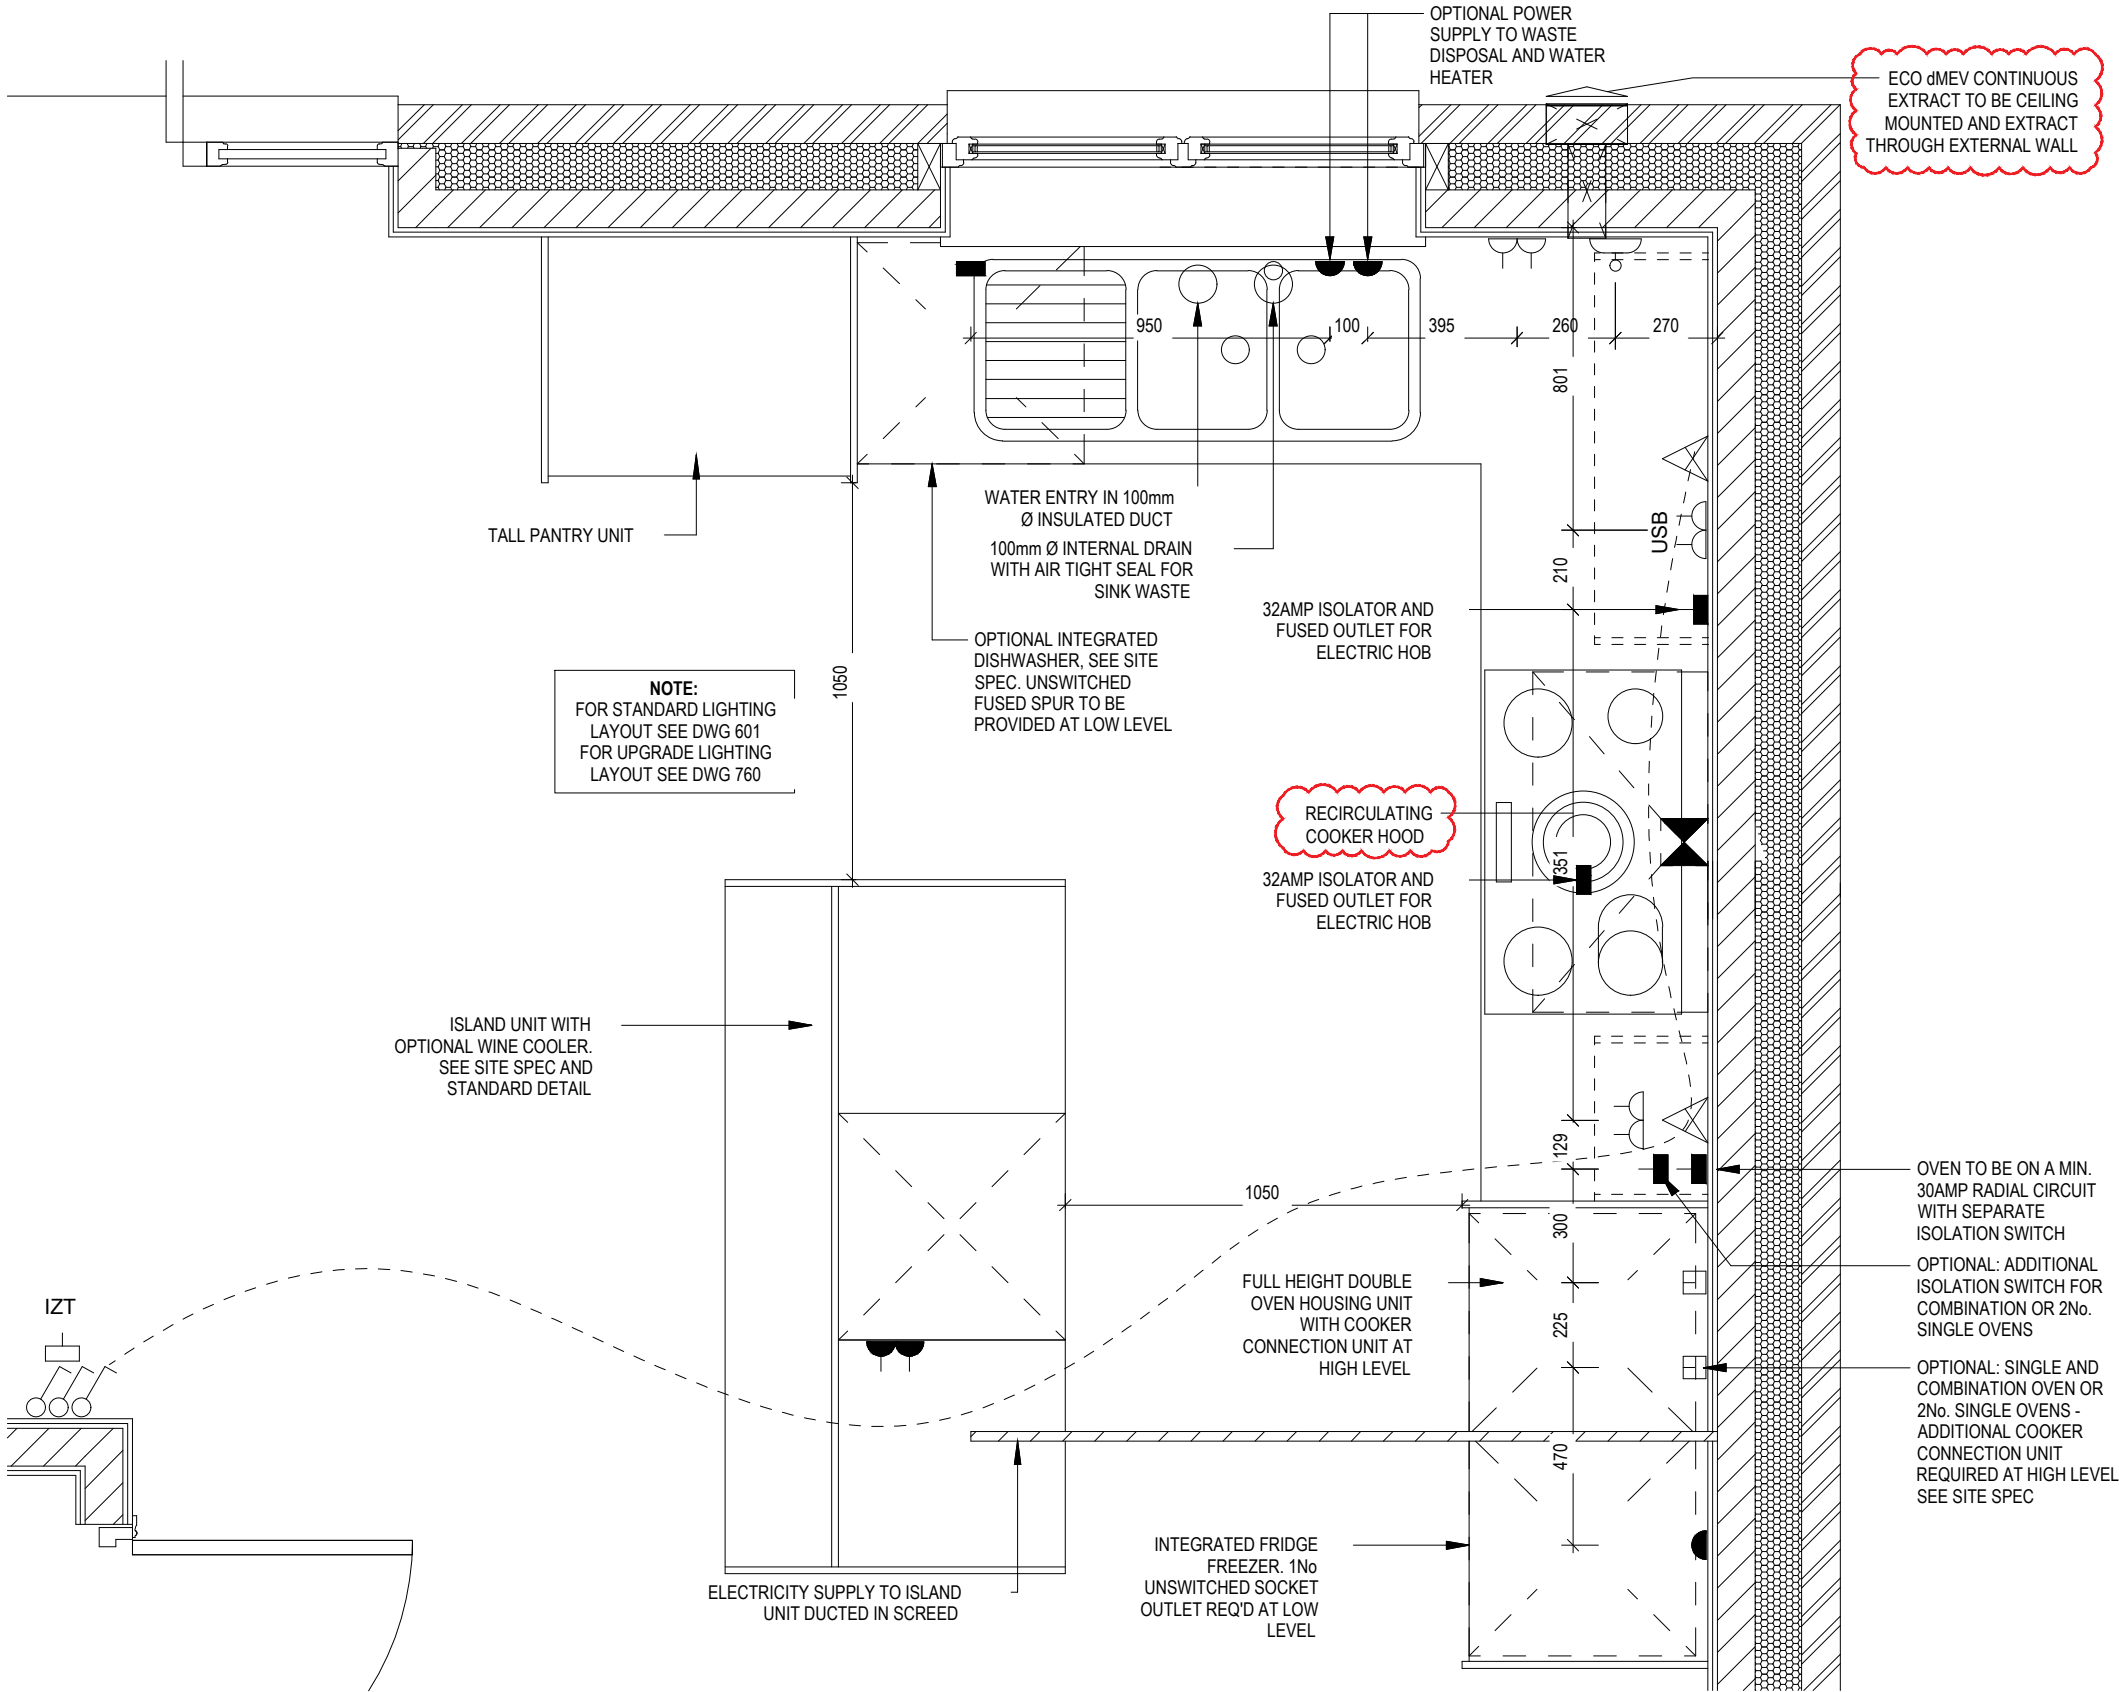 OPTIONAL POWER
SUPPLY TO WASTE
DISPOSAL AND WATER
HEATER
ECO dMEV CONTINUOUS
EXTRACT TO BE CEILING
MOUNTED AND EXTRACT
THROUGH EXTERNAL WALL
950
100
395
260
270
801
TALL PANTRY UNIT
WATER ENTRY IN 100mm
Ø INSULATED DUCT
100mm Ø INTERNAL DRAIN
WITH AIR TIGHT SEAL FOR
SINK WASTE
USB
210
32AMP ISOLATOR AND
FUSED OUTLET FOR
ELECTRIC HOB
OPTIONAL INTEGRATED
DISHWASHER, SEE SITE
SPEC. UNSWITCHED
FUSED SPUR TO BE
PROVIDED AT LOW LEVEL
1050
NOTE:
FOR STANDARD LIGHTING
LAYOUT SEE DWG 601
FOR UPGRADE LIGHTING
LAYOUT SEE DWG 760
RECIRCULATING
COOKER HOOD
351
32AMP ISOLATOR AND
FUSED OUTLET FOR
ELECTRIC HOB
ISLAND UNIT WITH
OPTIONAL WINE COOLER.
SEE SITE SPEC AND
STANDARD DETAIL
129
OVEN TO BE ON A MIN.
30AMP RADIAL CIRCUIT
WITH SEPARATE
ISOLATION SWITCH
1050
300
OPTIONAL: ADDITIONAL
ISOLATION SWITCH FOR
COMBINATION OR 2No.
SINGLE OVENS
FULL HEIGHT DOUBLE
OVEN HOUSING UNIT
WITH COOKER
CONNECTION UNIT AT
HIGH LEVEL
225
IZT
OPTIONAL: SINGLE AND
COMBINATION OVEN OR
2No. SINGLE OVENS -
ADDITIONAL COOKER
CONNECTION UNIT
REQUIRED AT HIGH LEVEL
SEE SITE SPEC
470
INTEGRATED FRIDGE
FREEZER. 1No
UNSWITCHED SOCKET
OUTLET REQ'D AT LOW
LEVEL
ELECTRICITY SUPPLY TO ISLAND
UNIT DUCTED IN SCREED